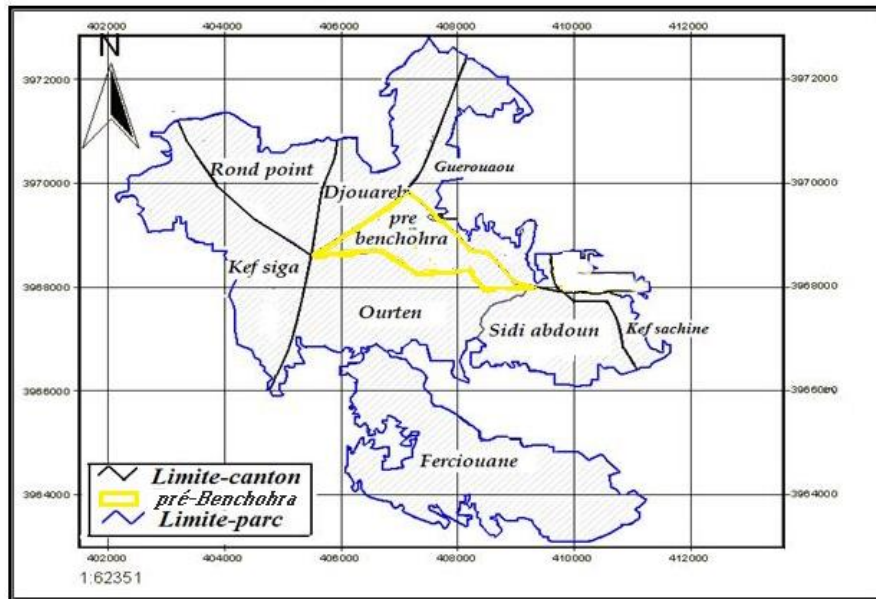 402000 404000 406000 408000 410000 412000
N
3972000 3972000
Rond point
Guerouaou
3970000 3970000
Djouarel
pre
benchohra
Kef siga
3968000 3968000
Ourten
Sidi abdoun
Kef sachine
3966000 3966000
Ferciouane
Limite-canton
pré-Benchohra
Limite-parc
3964000 3964000
402000 404000 406000 408000 410000 412000
1:62351